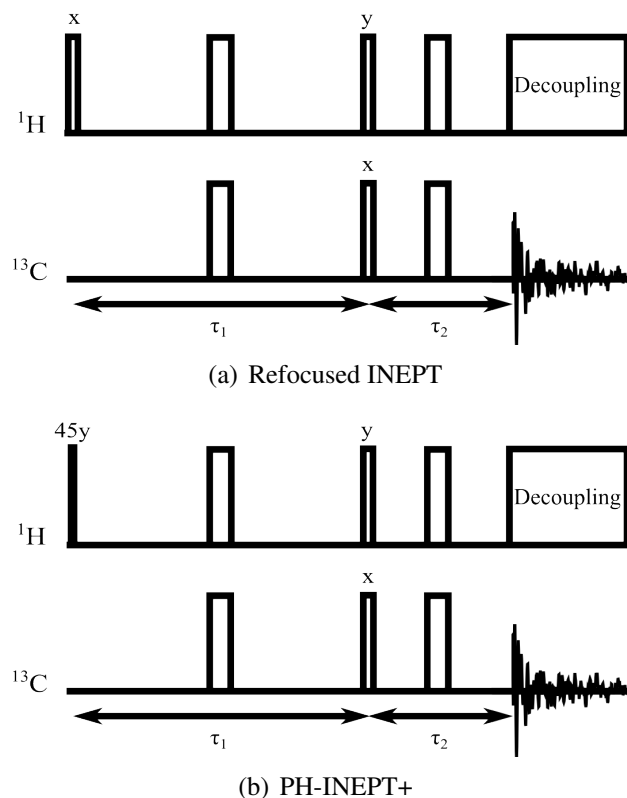 x y
¹H Decoupling
x
¹³C
τ₁ τ₂
(a) Refocused INEPT
45y y
¹H Decoupling
x
¹³C
τ₁ τ₂
(b) PH-INEPT+